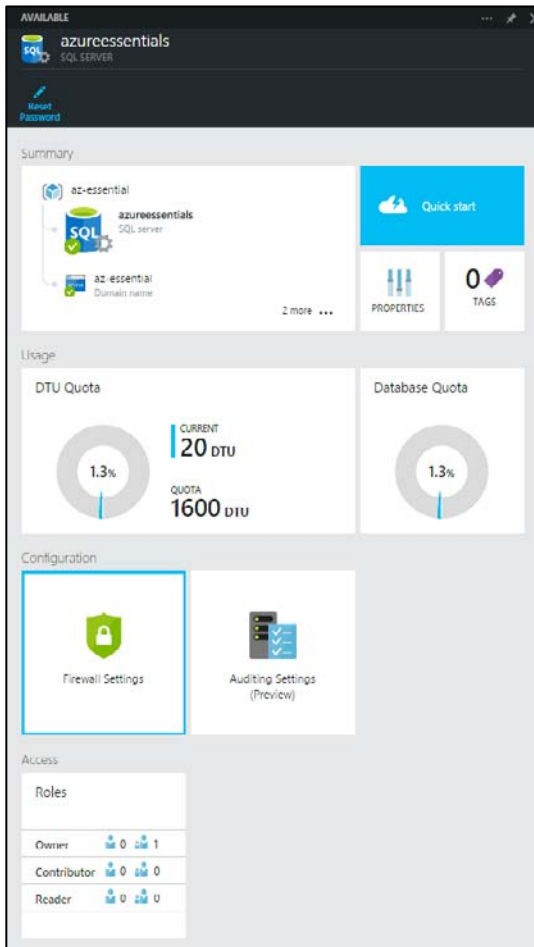 AVAILABLE
azureessentials
SQL SERVER
Reset
Password
Summary
az-essential
azureessentials
SQL server
SQL
az-essential
Domain name
2 more ...
Quick start
PROPERTIES
0
TAGS
Usage
DTU Quota
1.3%
CURRENT
20 DTU
QUOTA
1600 DTU
Database Quota
1.3%
Configuration
Firewall Settings
Auditing Settings
(Preview)
Access
Roles
Owner 0 1
Contributor 0 0
Reader 0 0